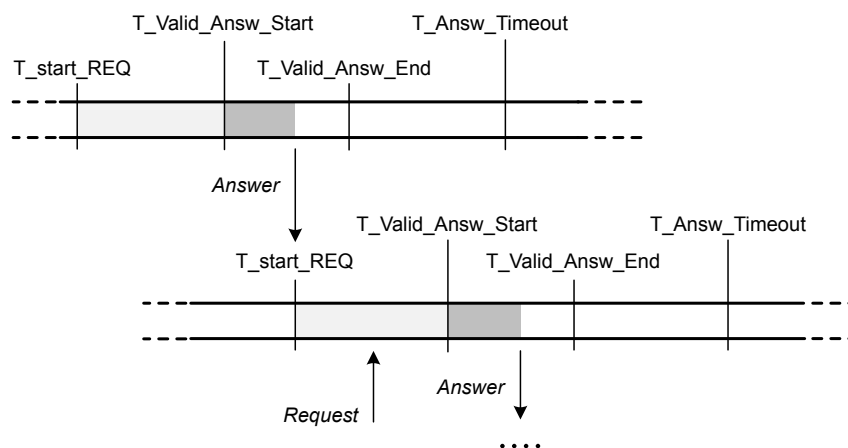 T_Valid_Answ_Start
T_Answ_Timeout
T_start_REQ
T_Valid_Answ_End
Answer
T_Valid_Answ_Start
T_Answ_Timeout
T_start_REQ
T_Valid_Answ_End
Answer
Request
....